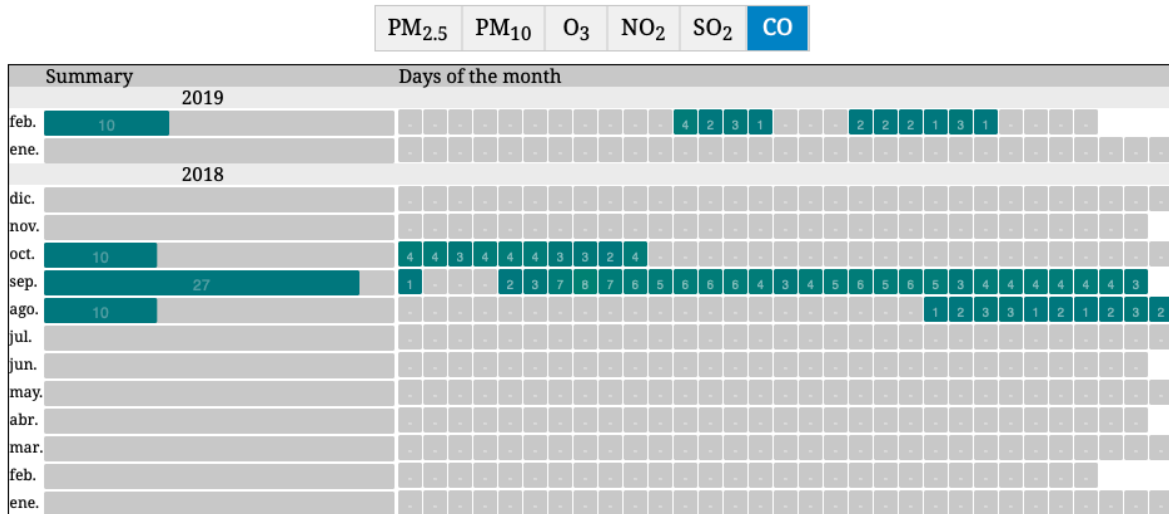 PM2.5 PM10 O3 NO2 SO2 CO
Summary Days of the month
2019
feb. 10 - - - - - - - - - - - 4 2 3 1 - - - 2 2 2 1 3 1 - - - -
ene. - - - - - - - - - - - - - - - - - - - - - - - - - - - - - - -
2018
dic. - - - - - - - - - - - - - - - - - - - - - - - - - - - - - - -
nov. - - - - - - - - - - - - - - - - - - - - - - - - - - - - - -
oct. 10 4 4 3 4 4 4 3 3 2 4 - - - - - - - - - - - - - - - - - - - - -
sep. 27 1 - - - 2 3 7 8 7 6 5 6 6 6 4 3 4 5 6 5 6 5 3 4 4 4 4 4 4 3
ago. 10 - - - - - - - - - - - - - - - - - - - - - 1 2 3 3 1 2 1 2 3 2
jul. - - - - - - - - - - - - - - - - - - - - - - - - - - - - - - -
jun. - - - - - - - - - - - - - - - - - - - - - - - - - - - - - -
may. - - - - - - - - - - - - - - - - - - - - - - - - - - - - - - -
abr. - - - - - - - - - - - - - - - - - - - - - - - - - - - - - -
mar. - - - - - - - - - - - - - - - - - - - - - - - - - - - - - - -
feb. - - - - - - - - - - - - - - - - - - - - - - - - - - - -
ene. - - - - - - - - - - - - - - - - - - - - - - - - - - - - - - -